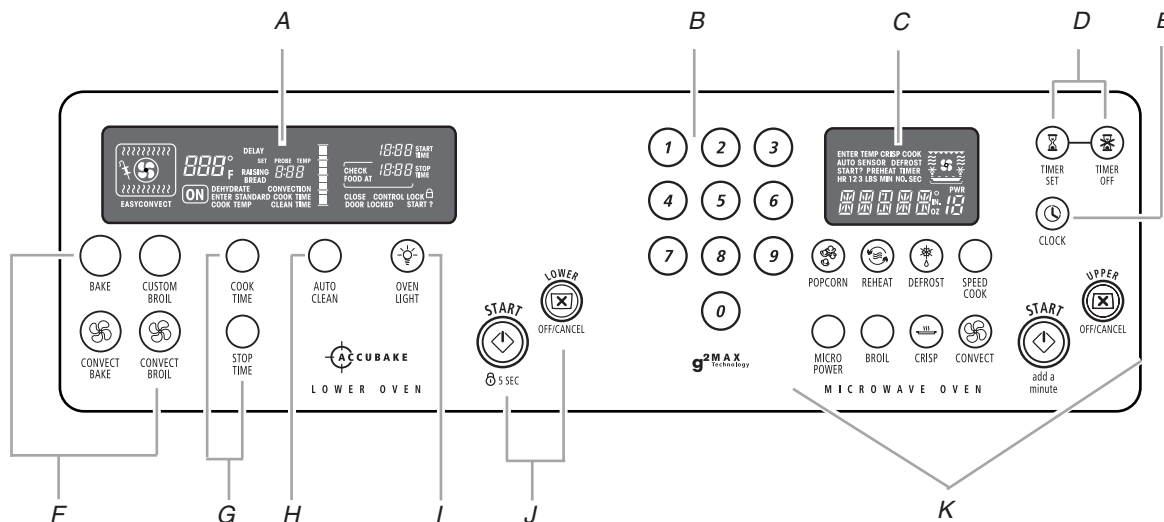 A
B
C
D
E
DELAY
SET PROBE TEMP
000°F
RAISING BREAD
8:88
18:88 START TIME
CHECK FOOD AT
18:88 STOP TIME
EASYCONVECT
ON
DEHYDRATE CONVECTION
ENTER STANDARD COOK TIME
COOK TEMP CLEAN TIME
CLOSE CONTROL LOCK
DOOR LOCKED START ?
BAKE
CUSTOM BROIL
COOK TIME
AUTO CLEAN
OVEN LIGHT
CONVECT BAKE
CONVECT BROIL
STOP TIME
ACCUBAKE
LOWER OVEN
START
5 SEC
LOWER
OFF/CANCEL
1 2 3
4 5 6
7 8 9
0
g2MAX
Technology
ENTER TEMP CRISP COOK
AUTO SENSOR DEFROST
START? PREHEAT TIMER
HR 1 2 3 LBS MIN NO. SEC
PWR
°
IN.
OZ
18
TIMER SET
TIMER OFF
CLOCK
POPCORN
REHEAT
DEFROST
SPEED COOK
MICRO POWER
BROIL
CRISP
CONVECT
MICROWAVE OVEN
START
add a minute
UPPER
OFF/CANCEL
F
G
H
I
J
K